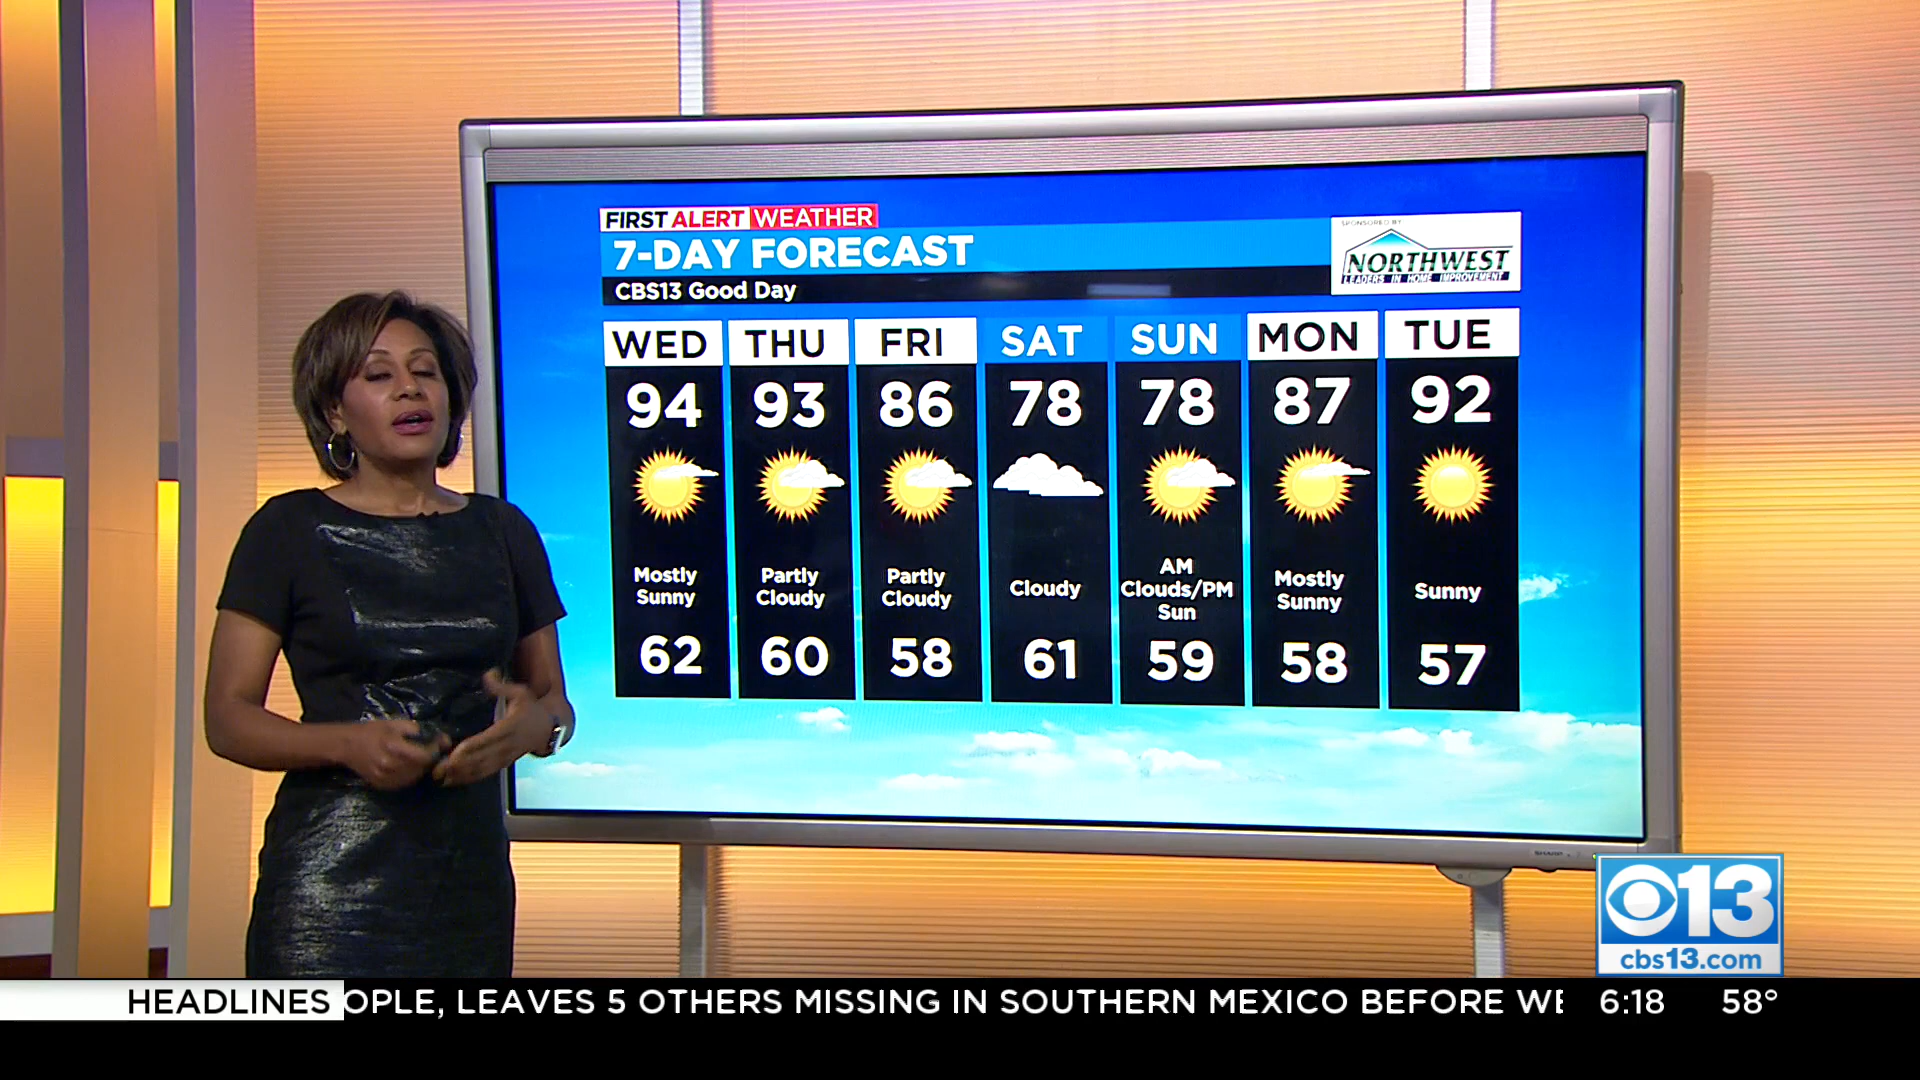 FIRST ALERT WEATHER
7-DAY FORECAST
CBS13 Good Day
SPONSORED BY
NORTHWEST
LEADERS IN HOME IMPROVEMENT
WED THU FRI SAT SUN MON TUE
94 93 86 78 78 87 92
Mostly Sunny
Partly Cloudy
Partly Cloudy
Cloudy
AM Clouds/PM Sun
Mostly Sunny
Sunny
62 60 58 61 59 58 57
SHARP
13
cbs13.com
HEADLINES OPLE, LEAVES 5 OTHERS MISSING IN SOUTHERN MEXICO BEFORE WE 6:18 58°